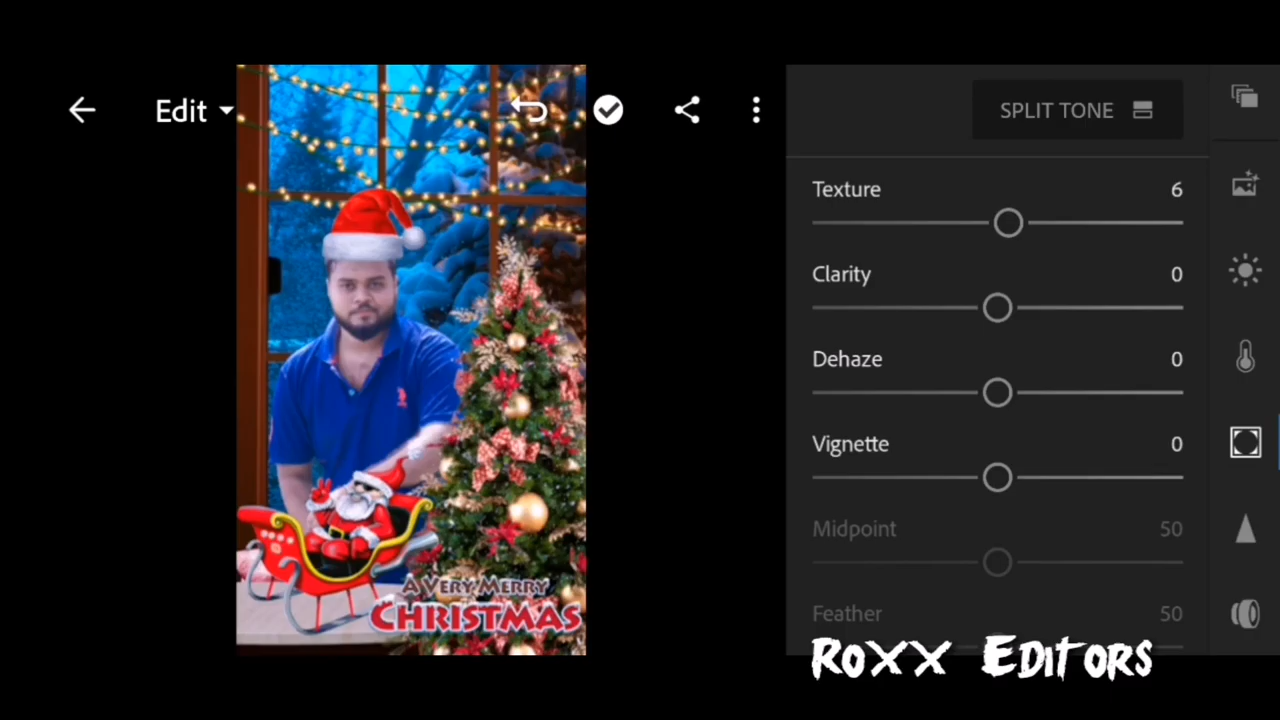 Edit
SPLIT TONE
Texture 6
Clarity 0
Dehaze 0
Vignette 0
Midpoint 50
Feather 50
A VERY MERRY
CHRISTMAS
Roxx Editors